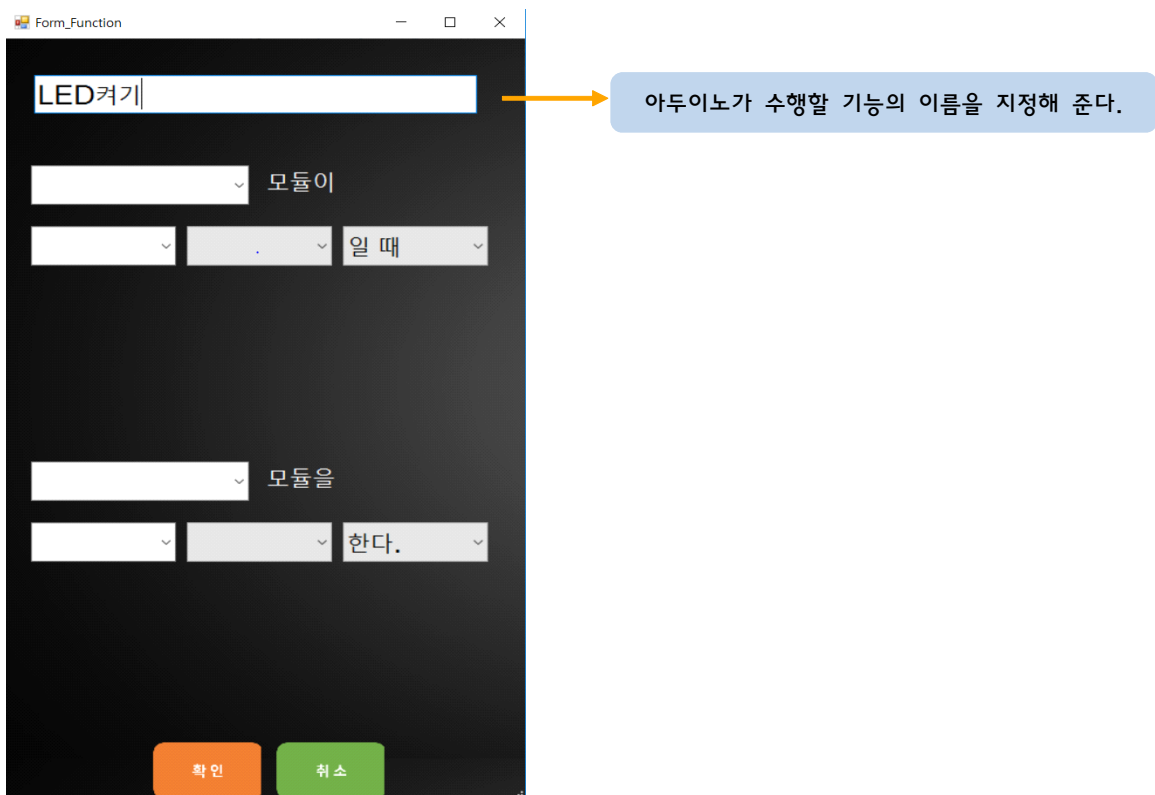 Form_Function
LED켜기
아두이노가 수행할 기능의 이름을 지정해 준다.
모듈이
. 일 때
모듈을
한다.
확 인 취 소